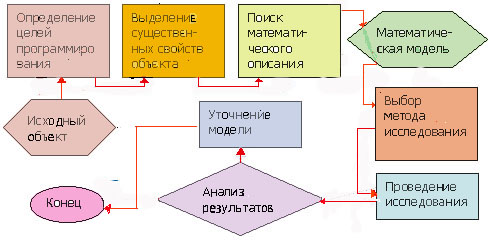 Определение
целей
программиро
вания
Выделение
существен-
ных свойств
объекта
Поиск
математи-
ческого
описания
Математиче-
ская модель
Исходный
объект
Уточнение
модели
Выбор
метода
исследования
Конец
Анализ
результатов
Проведение
исследования